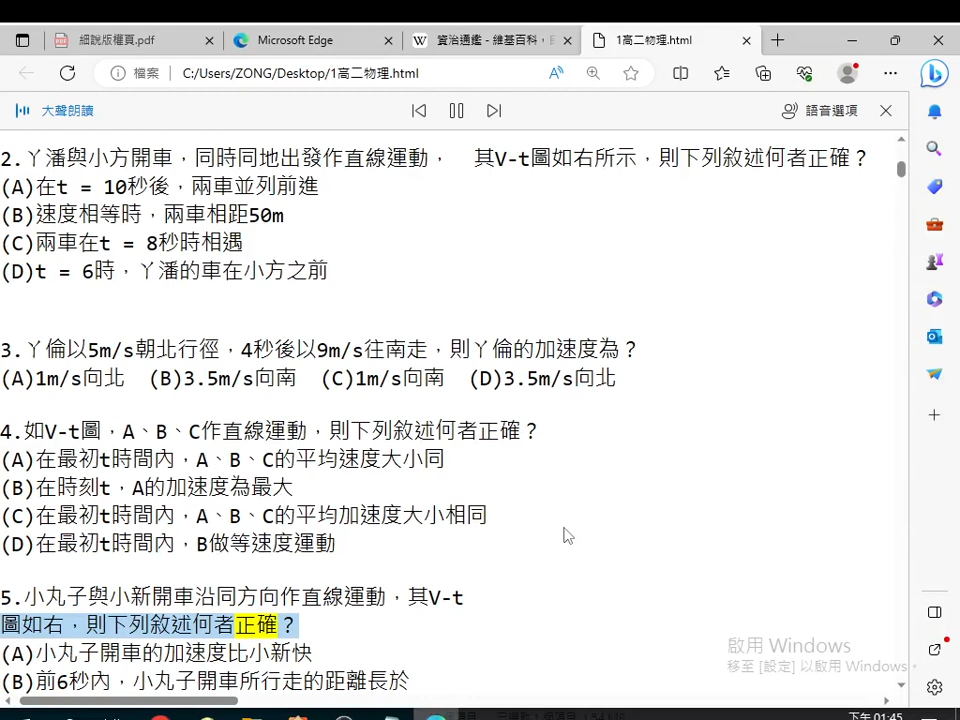 細說版權頁.pdf
Microsoft Edge
資治通鑑 - 維基百科，
1高二物理.html
檔案
C:/Users/ZONG/Desktop/1高二物理.html
大聲朗讀
語音選項
2.丫潘與小方開車，同時同地出發作直線運動， 其V-t圖如右所示，則下列敘述何者正確？
(A)在t = 10秒後，兩車並列前進
(B)速度相等時，兩車相距50m
(C)兩車在t = 8秒時相遇
(D)t = 6時，丫潘的車在小方之前
3.丫倫以5m/s朝北行徑，4秒後以9m/s往南走，則丫倫的加速度為？
(A)1m/s向北 (B)3.5m/s向南 (C)1m/s向南 (D)3.5m/s向北
4.如V-t圖，A、B、C作直線運動，則下列敘述何者正確？
(A)在最初t時間內，A、B、C的平均速度大小同
(B)在時刻t，A的加速度為最大
(C)在最初t時間內，A、B、C的平均加速度大小相同
(D)在最初t時間內，B做等速度運動
5.小丸子與小新開車沿同方向作直線運動，其V-t
圖如右，則下列敘述何者正確？
(A)小丸子開車的加速度比小新快
(B)前6秒內，小丸子開車所行走的距離長於
啟用 Windows
移至 [設定] 以啟用 Windows。
下午 01:45